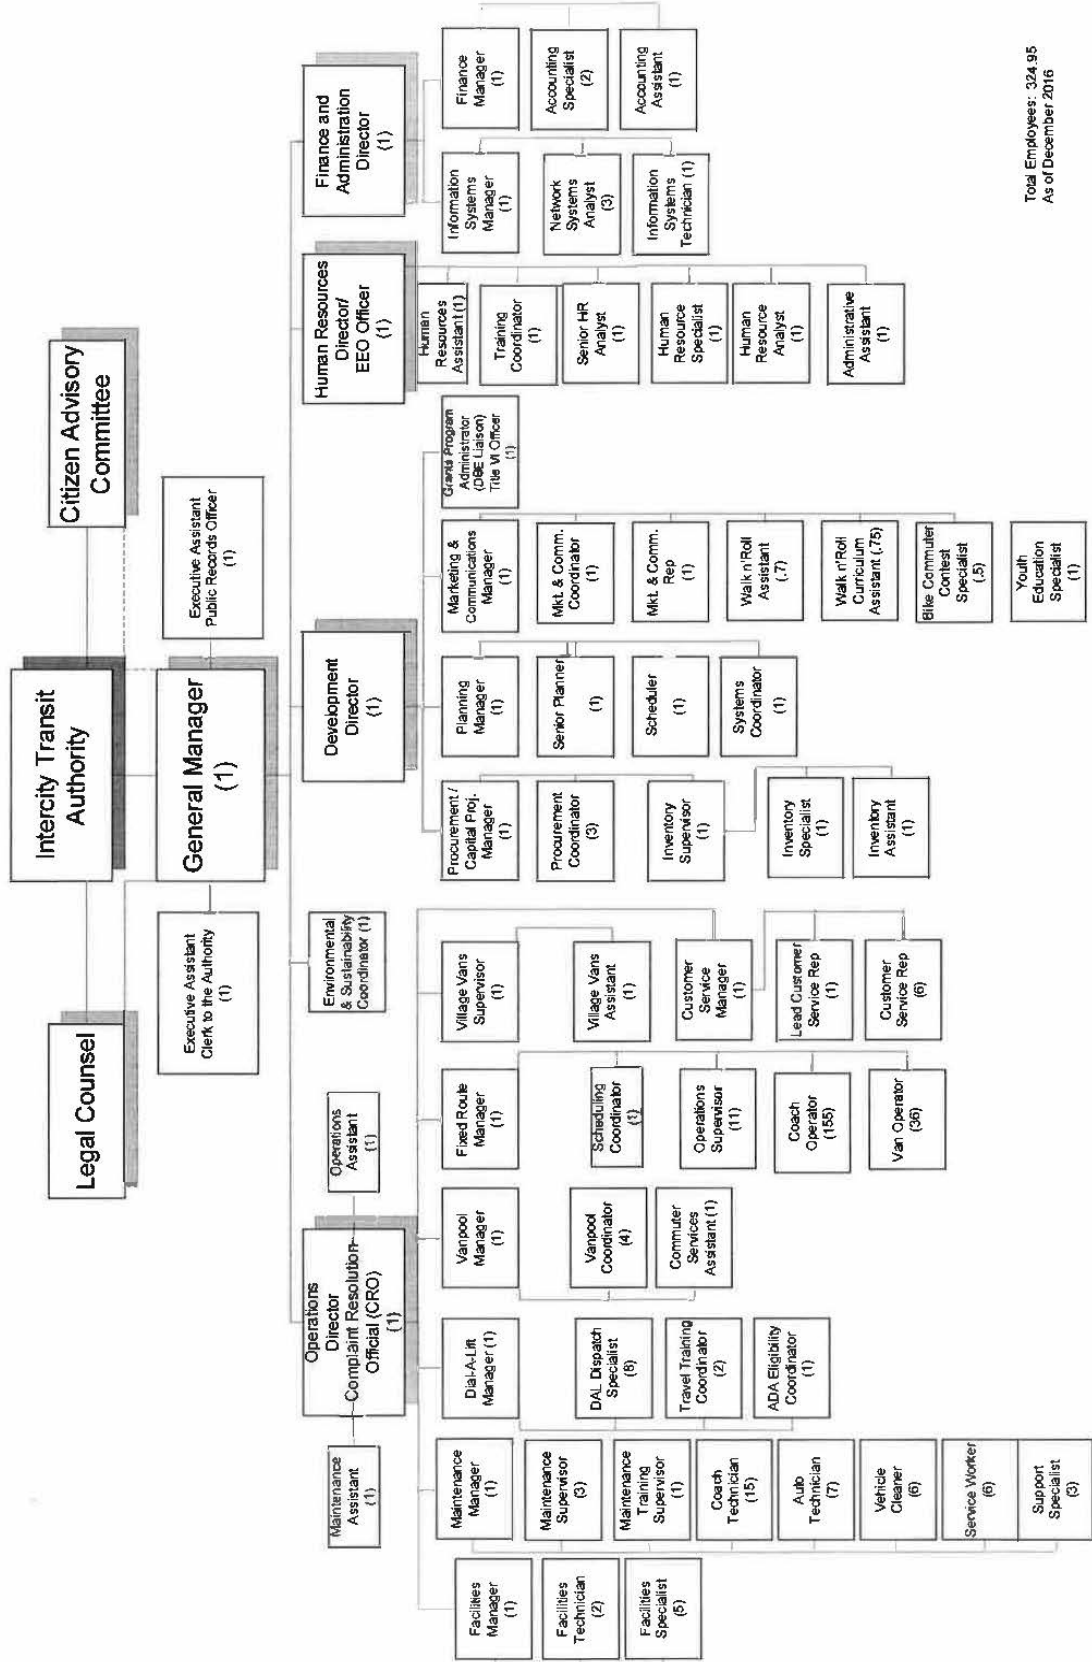 Intercity Transit
Authority
Legal Counsel
Citizen Advisory
Committee
General Manager
(1)
Executive Assistant
Clerk to the Authority
(1)
Executive Assistant
Public Records Officer
(1)
Environmental
& Sustainability
Coordinator (1)
Operations
Director
Complaint Resolution
Official (CRO)
(1)
Maintenance
Assistant
(1)
Operations
Assistant
(1)
Development
Director
(1)
Human Resources
Director/
EEO Officer
(1)
Finance and
Administration
Director
(1)
Facilities
Manager
(1)
Facilities
Technician
(2)
Facilities
Specialist
(5)
Maintenance
Manager
(1)
Maintenance
Supervisor
(3)
Maintenance
Training
Supervisor
(1)
Coach
Technician
(15)
Auto
Technician
(7)
Vehicle
Cleaner
(6)
Service Worker
(6)
Support
Specialist
(3)
Dial-A-Lift
Manager (1)
DAL Dispatch
Specialist
(8)
Travel Training
Coordinator
(2)
ADA Eligibility
Coordinator
(1)
Vanpool
Manager
(1)
Vanpool
Coordinator
(4)
Commuter
Services
Assistant (1)
Fixed Route
Manager
(1)
Scheduling
Coordinator
(1)
Operations
Supervisor
(11)
Coach
Operator
(155)
Van Operator
(36)
Village Vans
Supervisor
(1)
Village Vans
Assistant
(1)
Customer
Service
Manager
(1)
Lead Customer
Service Rep
(1)
Customer
Service Rep
(6)
Procurement /
Capital Proj.
Manager
(1)
Procurement
Coordinator
(3)
Inventory
Supervisor
(1)
Inventory
Specialist
(1)
Inventory
Assistant
(1)
Planning
Manager
(1)
Senior Planner
(1)
Scheduler
(1)
Systems
Coordinator
(1)
Marketing &
Communications
Manager
(1)
Mkt. & Comm.
Coordinator
(1)
Mkt. & Comm.
Rep
(1)
Walk n'Roll
Assistant
(.7)
Walk n'Roll
Curriculum
Assistant (.75)
Bike Commuter
Contest
Specialist
(.5)
Youth
Education
Specialist
(1)
Grants Program
Administrator
(DBE Liaison)
Title VI Officer
(1)
Human
Resources
Assistant (1)
Training
Coordinator
(1)
Senior HR
Analyst
(1)
Human
Resource
Specialist
(1)
Human
Resource
Analyst
(1)
Administrative
Assistant
(1)
Information
Systems
Manager
(1)
Network
Systems
Analyst
(3)
Information
Systems
Technician (1)
Finance
Manager
(1)
Accounting
Specialist
(2)
Accounting
Assistant
(1)
Total Employees: 324.95
As of December 2016